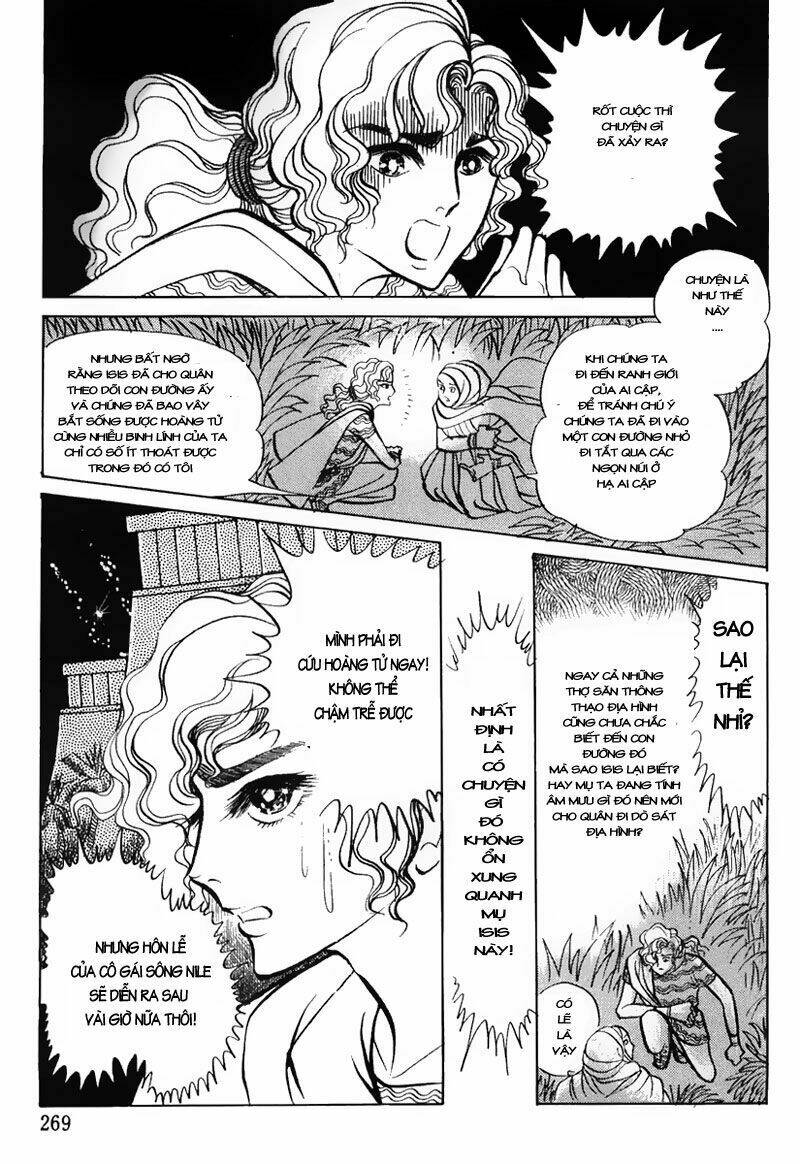 RỐT CUỘC THÌ
CHUYỆN GÌ
ĐÃ XẢY RA?
CHUYỆN LÀ
NHƯ THẾ
NÀY
....
KHI CHÚNG TA
ĐI ĐẾN RANH GIỚI
CỦA AI CẬP,
ĐỂ TRÁNH CHÚ Ý
CHÚNG TA ĐÃ ĐI VÀO
MỘT CON ĐƯỜNG NHỎ
ĐI TẮT QUA CÁC
NGỌN NÚI Ở
HẠ AI CẬP
NHƯNG BẤT NGỜ
RẰNG ISIS ĐÃ CHO QUÂN
THEO DÕI CON ĐƯỜNG ẤY
VÀ CHÚNG ĐÃ BAO VÂY
BẮT SỐNG ĐƯỢC HOÀNG TỬ
CÙNG NHIỀU BINH LÍNH CỦA TA
CHỈ CÓ SỐ ÍT THOÁT ĐƯỢC
TRONG ĐÓ CÓ TÔI
SAO
LẠI
THẾ
NHỈ?
NGAY CẢ NHỮNG
THỢ SĂN THÔNG
THẠO ĐỊA HÌNH
CŨNG CHƯA CHẮC
BIẾT ĐẾN CON
ĐƯỜNG ĐÓ
MÀ SAO ISIS LẠI BIẾT?
HAY MỤ TA ĐANG TÍNH
ÂM MƯU GÌ ĐÓ NÊN MỚI
CHO QUÂN ĐI DÒ SÁT
ĐỊA HÌNH?
CÓ
LẼ
LÀ
VẬY
NHẤT
ĐỊNH
LÀ
CÓ
CHUYỆN
GÌ
ĐÓ
KHÔNG
ỔN
XUNG
QUANH
MỤ
ISIS
NÀY!
MÌNH PHẢI ĐI
CỨU HOÀNG TỬ NGAY!
KHÔNG THỂ
CHẬM TRỄ ĐƯỢC
NHƯNG HÔN LỄ
CỦA CÔ GÁI SÔNG NILE
SẼ DIỄN RA SAU
VÀI GIỜ NỮA THÔI!
269